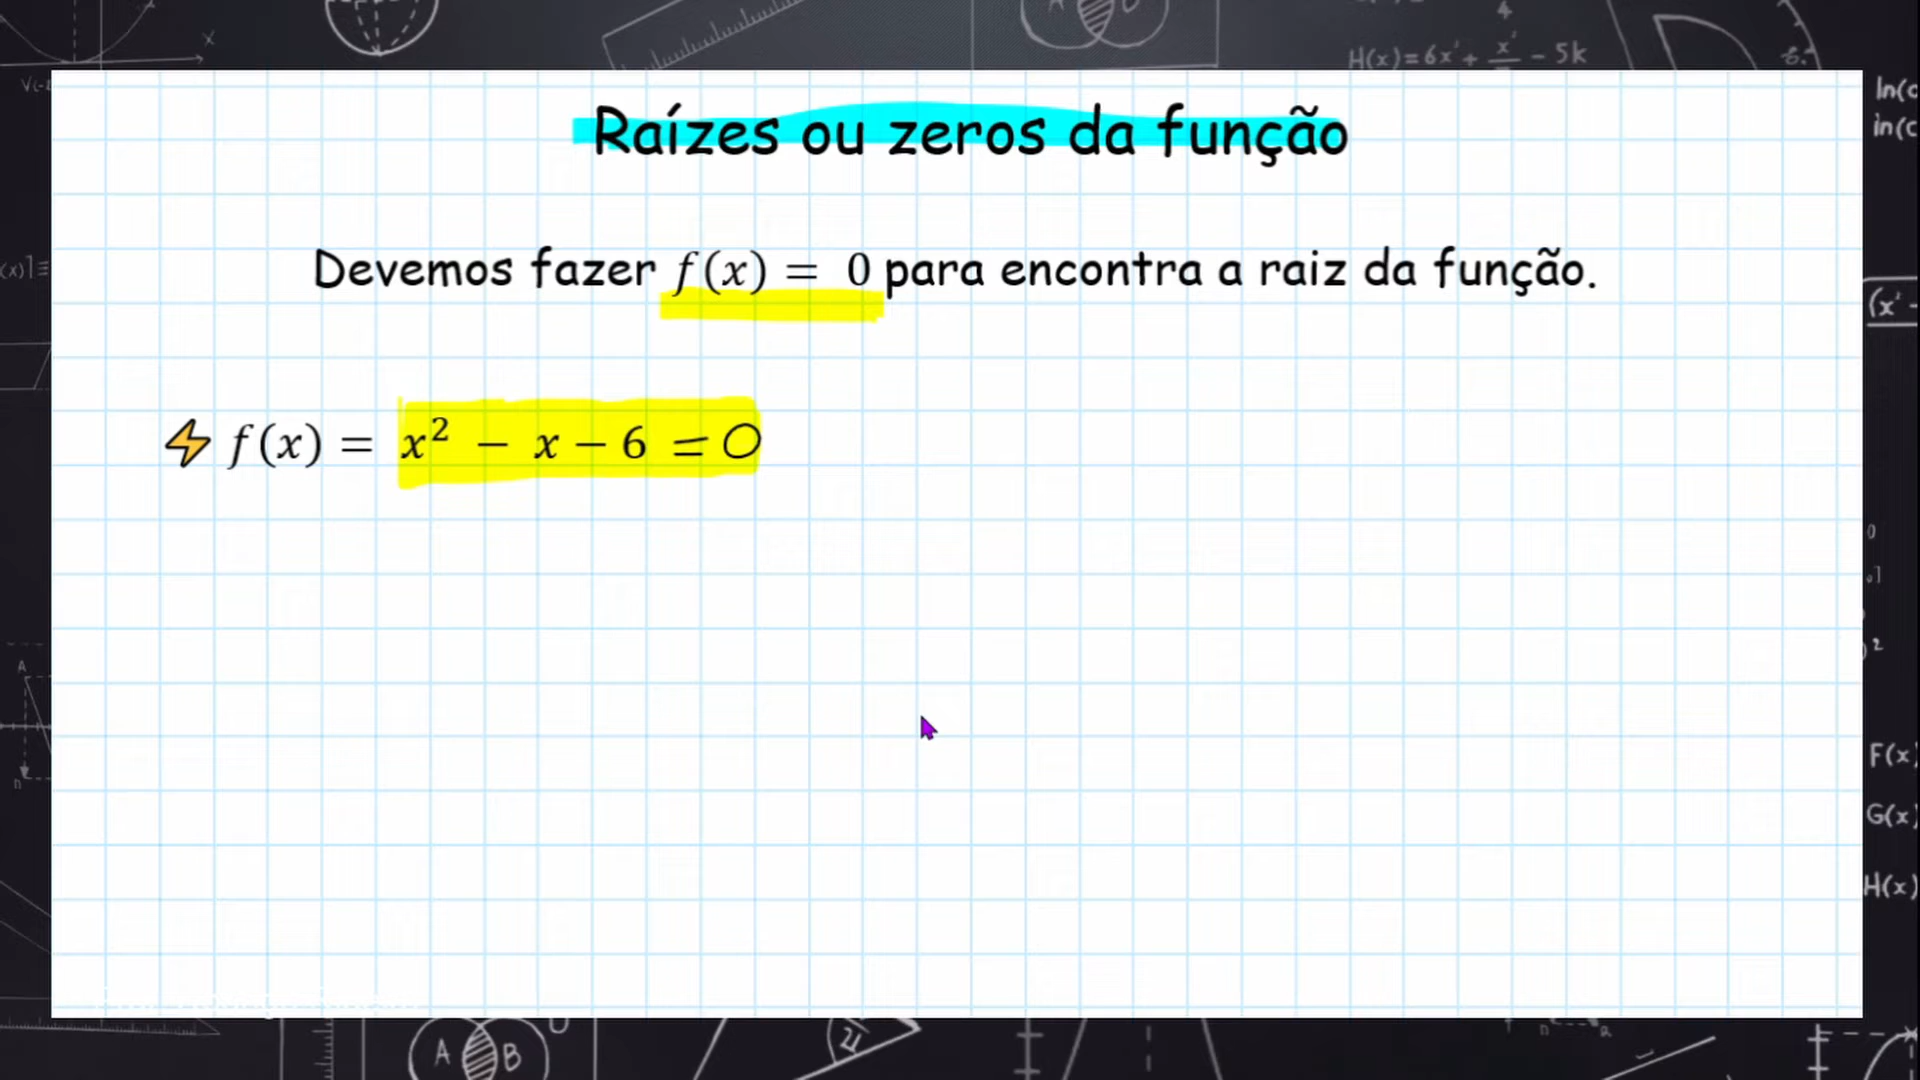 Raízes ou zeros da função
Devemos fazer f(x) = 0 para encontra a raiz da função.
⚡ f(x) = x² − x − 6 = 0
H(x)=6x²+ x²/ − 5k
x
A B
A
F(x)
G(x)
H(x)